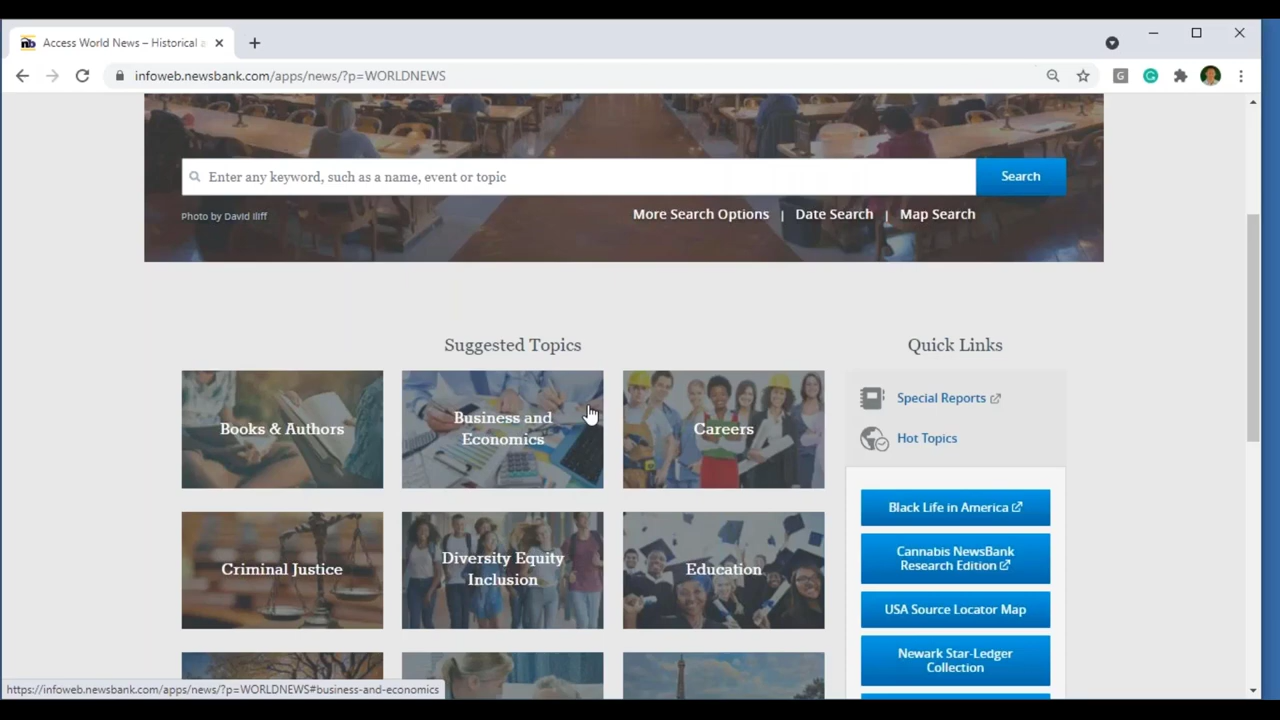 Access World News – Historical a
infoweb.newsbank.com/apps/news/?p=WORLDNEWS
Enter any keyword, such as a name, event or topic
Search
Photo by David Iliff
More Search Options | Date Search | Map Search
Suggested Topics
Quick Links
Books & Authors
Business and
Economics
Careers
Special Reports
Hot Topics
Criminal Justice
Diversity Equity
Inclusion
Education
Black Life in America
Cannabis NewsBank
Research Edition
USA Source Locator Map
Newark Star-Ledger
Collection
https://infoweb.newsbank.com/apps/news/?p=WORLDNEWS#business-and-economics